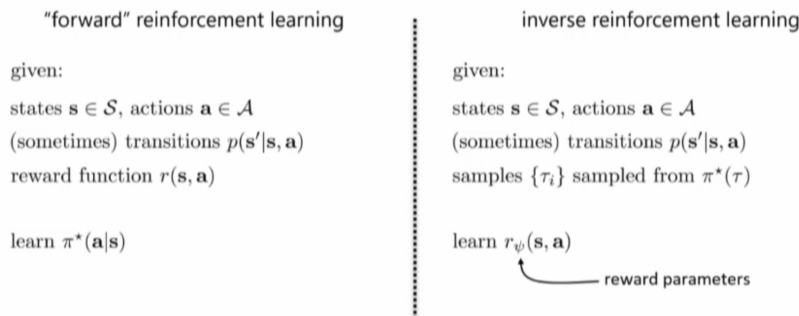 “forward” reinforcement learning
given:
states s ∈ 𝒮, actions a ∈ 𝒜
(sometimes) transitions p(s′|s, a)
reward function r(s, a)
learn π⋆(a|s)
inverse reinforcement learning
given:
states s ∈ 𝒮, actions a ∈ 𝒜
(sometimes) transitions p(s′|s, a)
samples {τᵢ} sampled from π⋆(τ)
learn r_ψ(s, a)
reward parameters